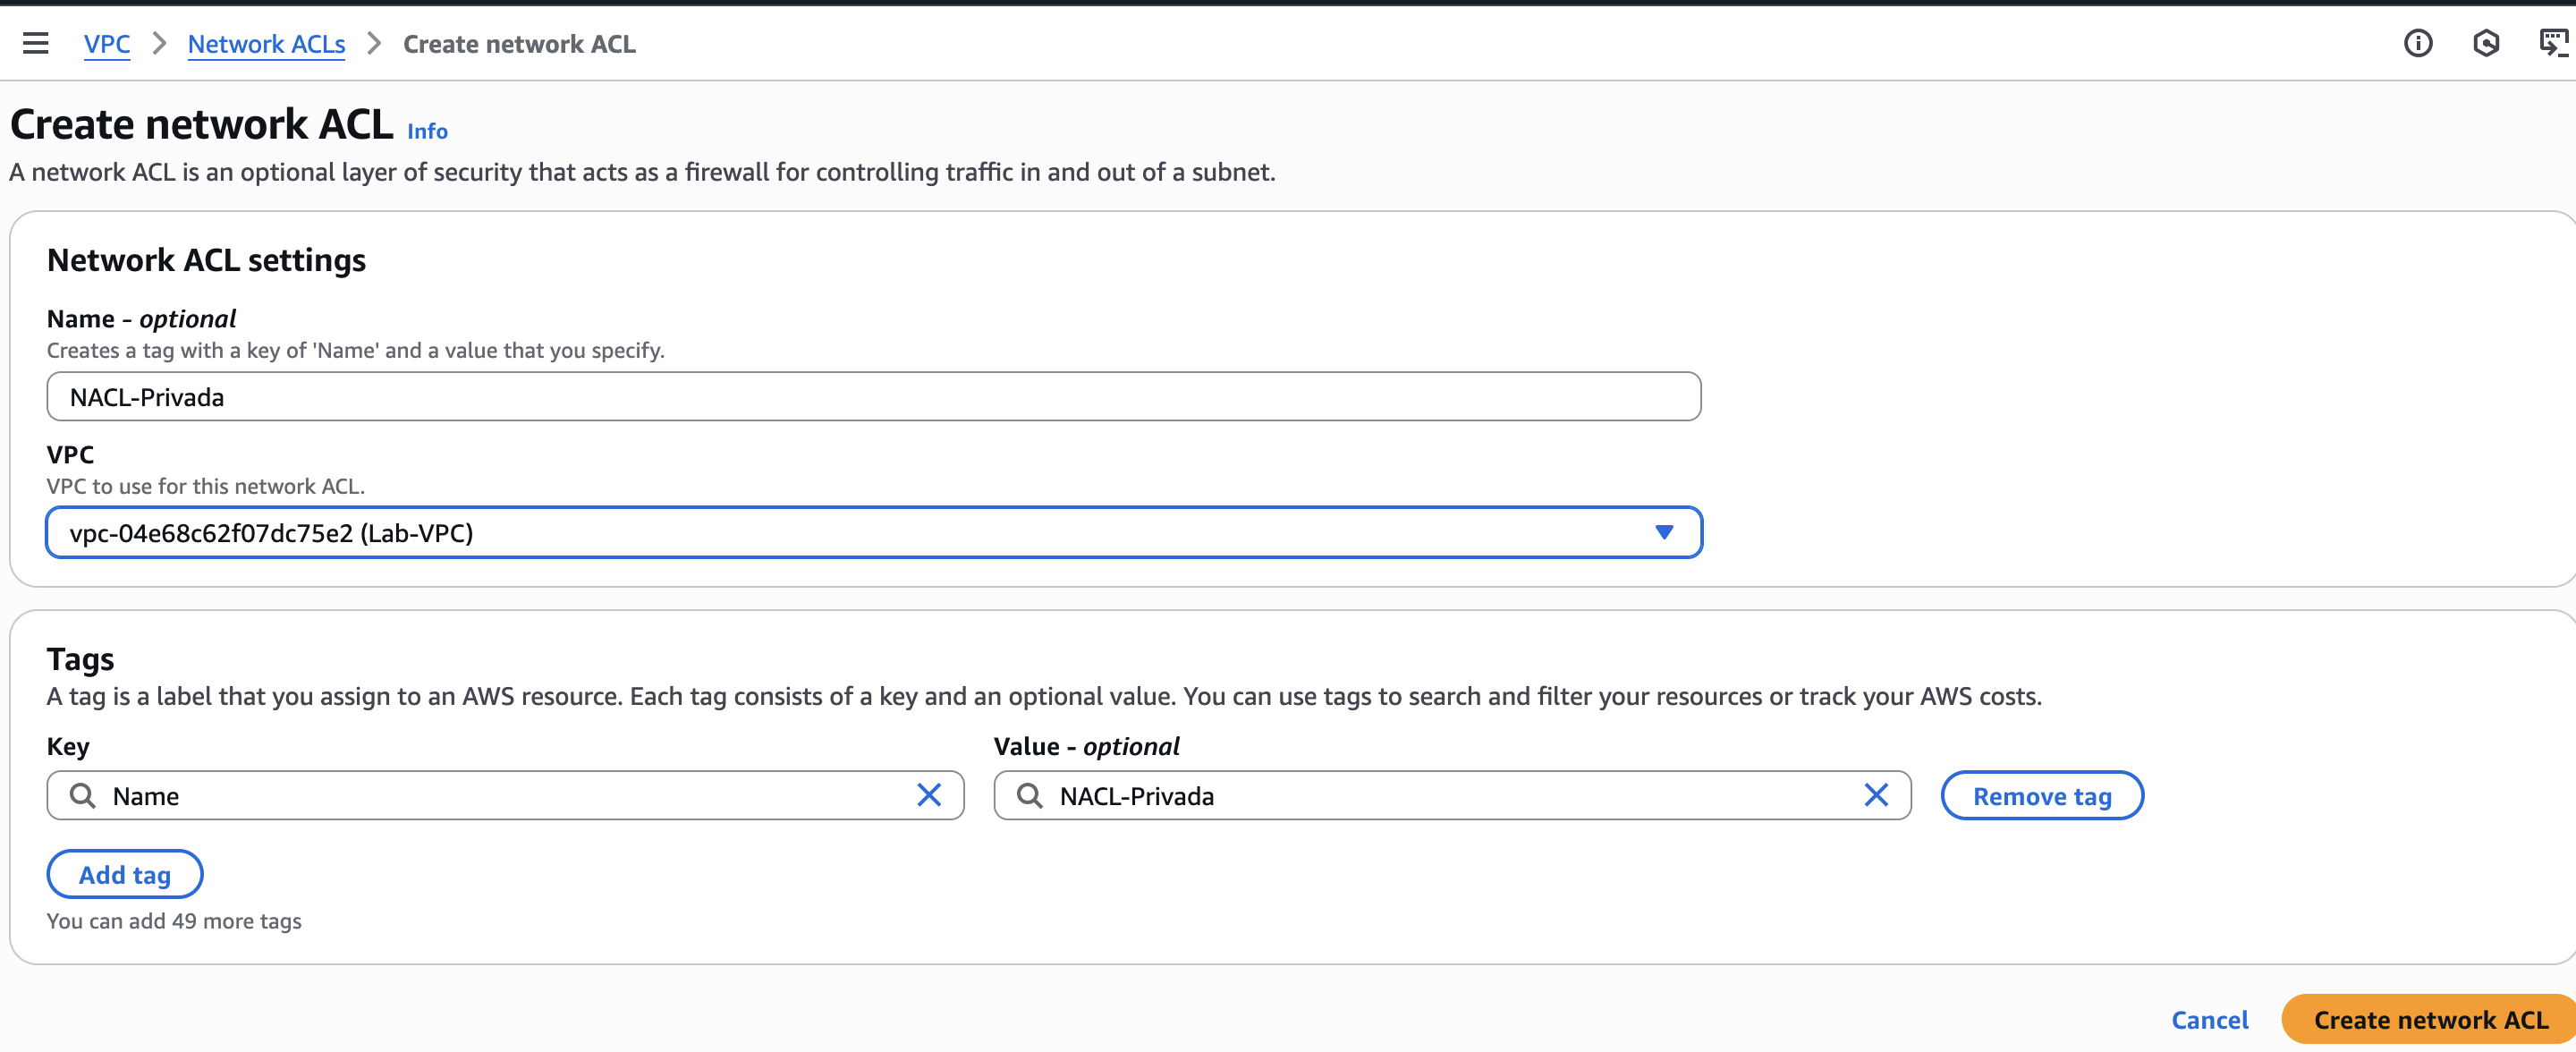 VPC > Network ACLs > Create network ACL
Create network ACL Info
A network ACL is an optional layer of security that acts as a firewall for controlling traffic in and out of a subnet.
Network ACL settings
Name - optional
Creates a tag with a key of 'Name' and a value that you specify.
NACL-Privada
VPC
VPC to use for this network ACL.
vpc-04e68c62f07dc75e2 (Lab-VPC)
Tags
A tag is a label that you assign to an AWS resource. Each tag consists of a key and an optional value. You can use tags to search and filter your resources or track your AWS costs.
Key Value - optional
Name NACL-Privada Remove tag
Add tag
You can add 49 more tags
Cancel Create network ACL